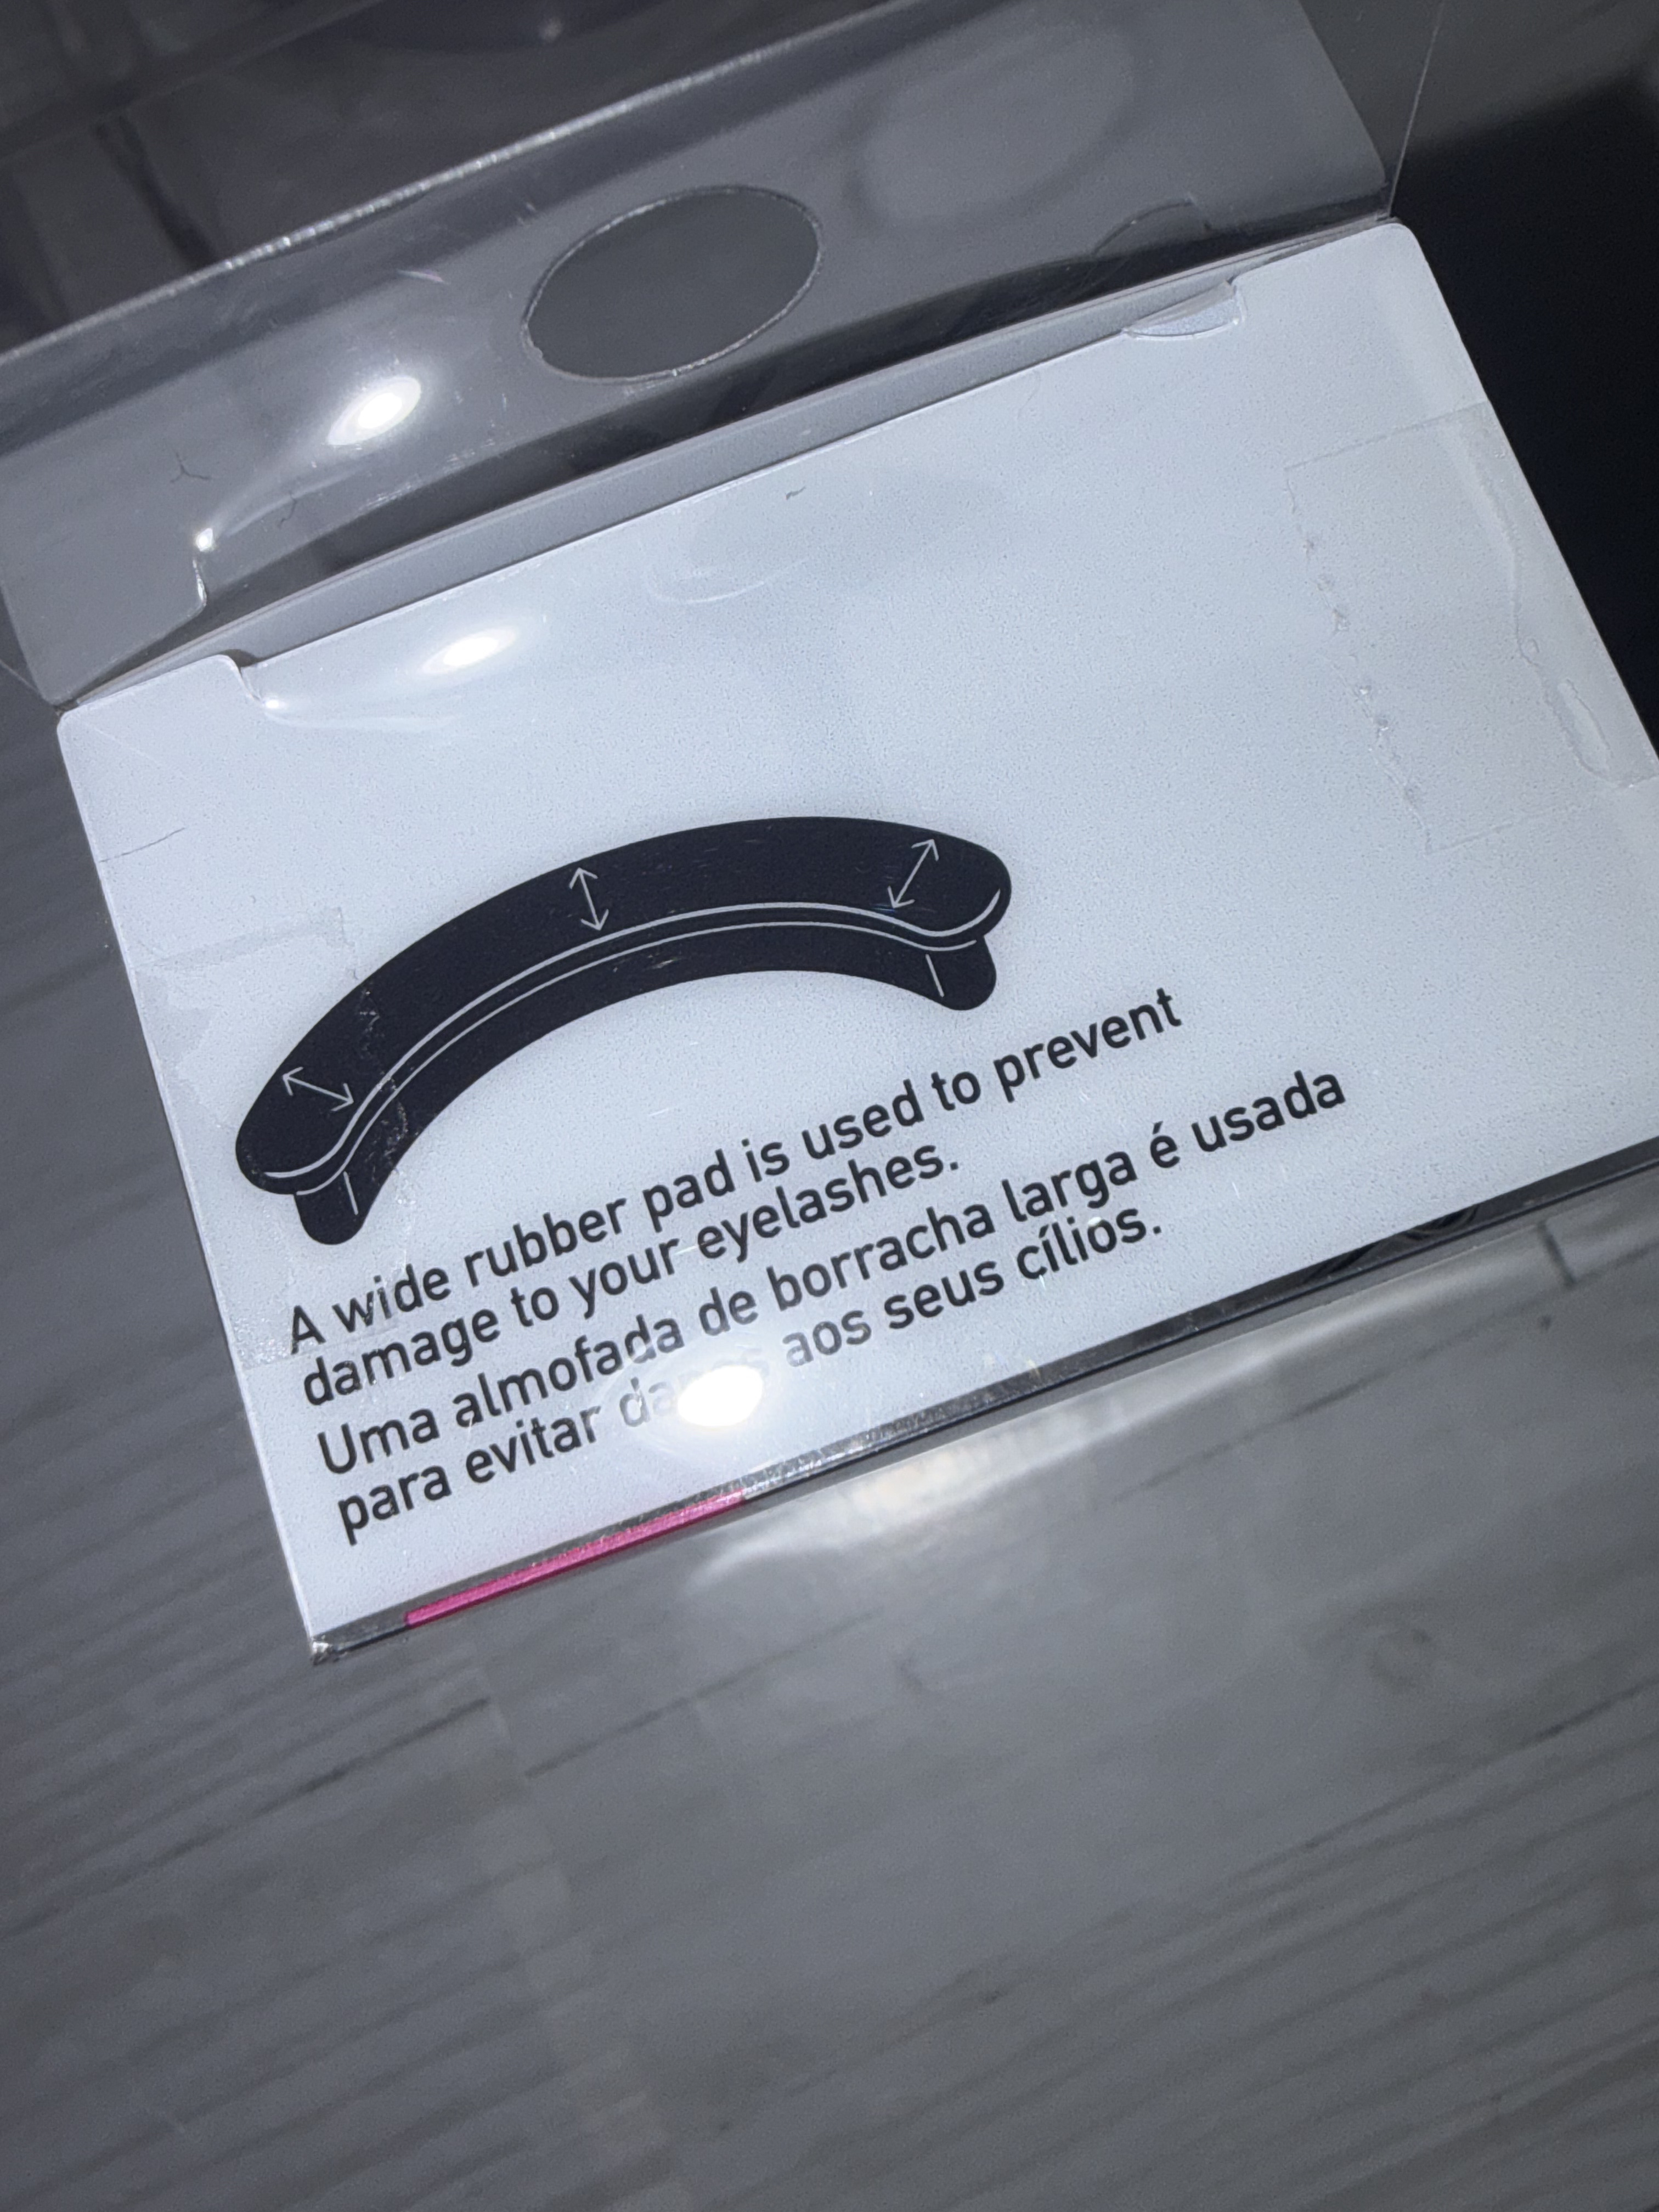 A wide rubber pad is used to prevent
damage to your eyelashes.
Uma almofada de borracha larga é usada
para evitar aos seus cílios.